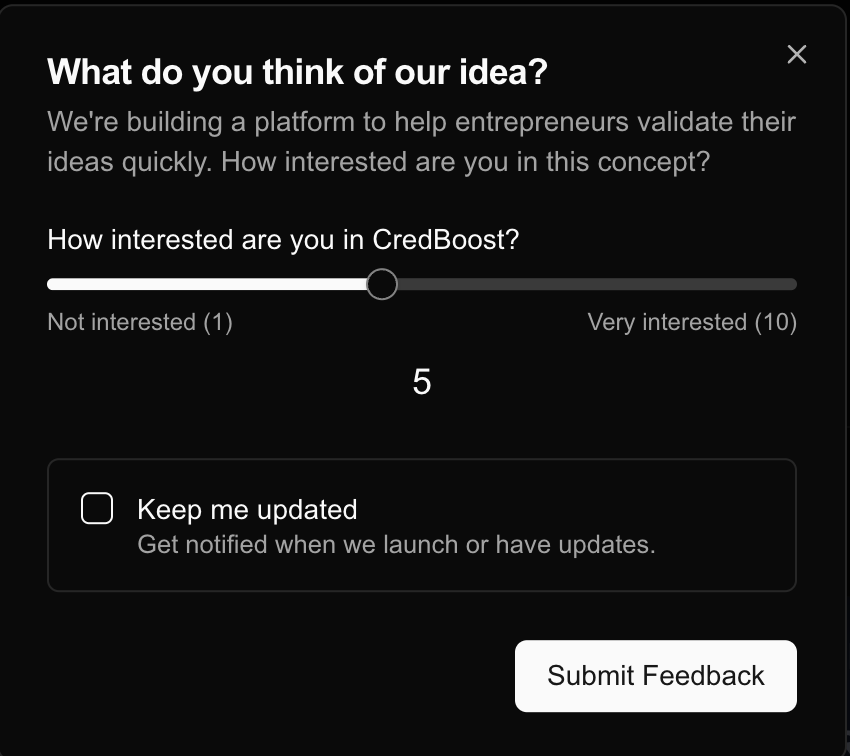 What do you think of our idea?
We're building a platform to help entrepreneurs validate their
ideas quickly. How interested are you in this concept?
How interested are you in CredBoost?
Not interested (1) Very interested (10)
5
Keep me updated
Get notified when we launch or have updates.
Submit Feedback